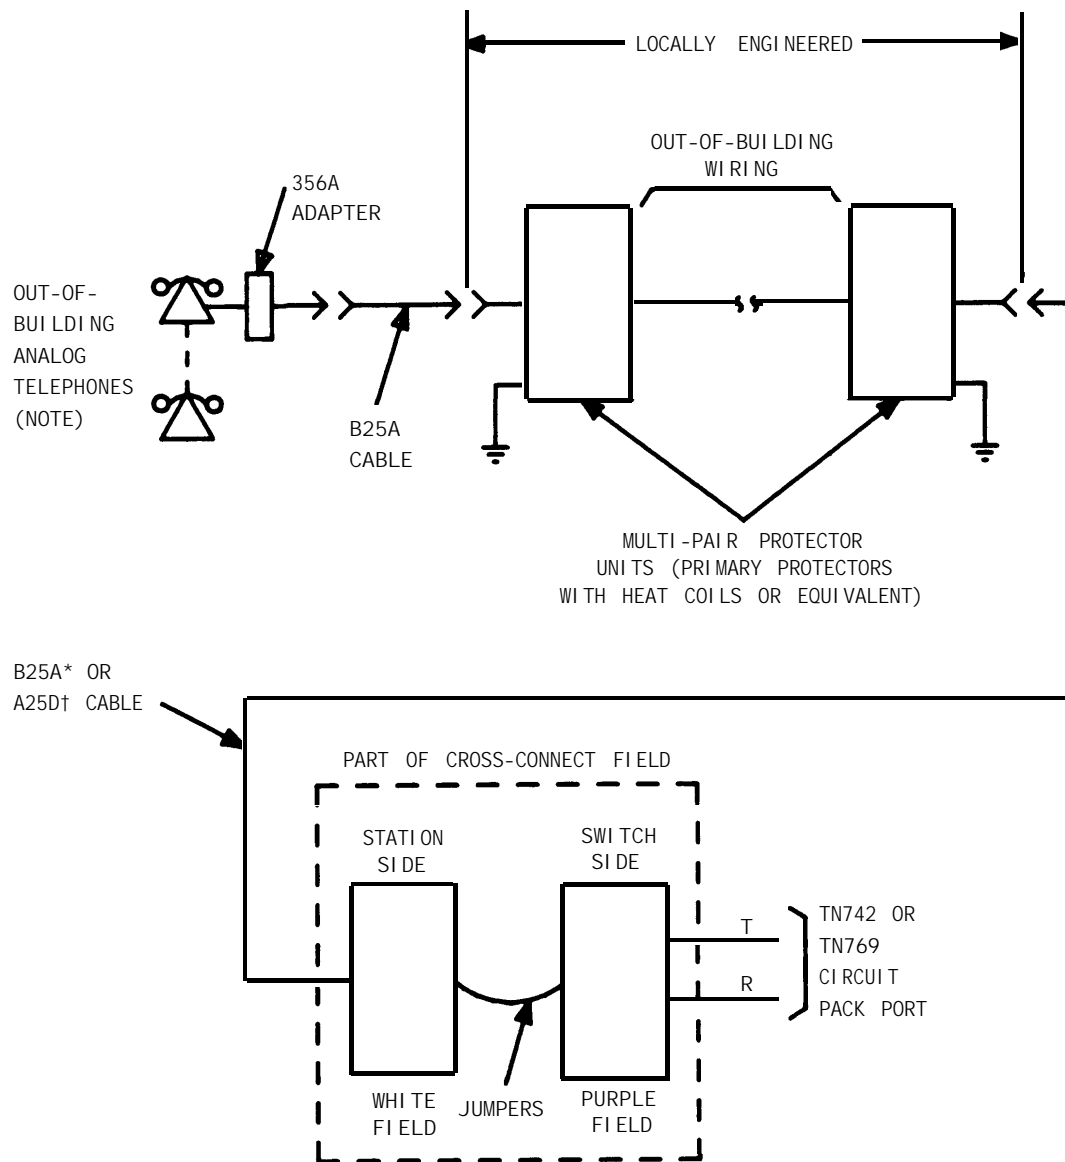 LOCALLY ENGINEERED
OUT-OF-BUILDING
WIRING
356A
ADAPTER
OUT-OF-
BUILDING
ANALOG
TELEPHONES
(NOTE)
B25A
CABLE
MULTI-PAIR PROTECTOR
UNITS (PRIMARY PROTECTORS
WITH HEAT COILS OR EQUIVALENT)
B25A* OR
A25D† CABLE
PART OF CROSS-CONNECT FIELD
STATION
SIDE
SWITCH
SIDE
T
R
TN742 OR
TN769
CIRCUIT
PACK PORT
WHITE
FIELD
JUMPERS
PURPLE
FIELD